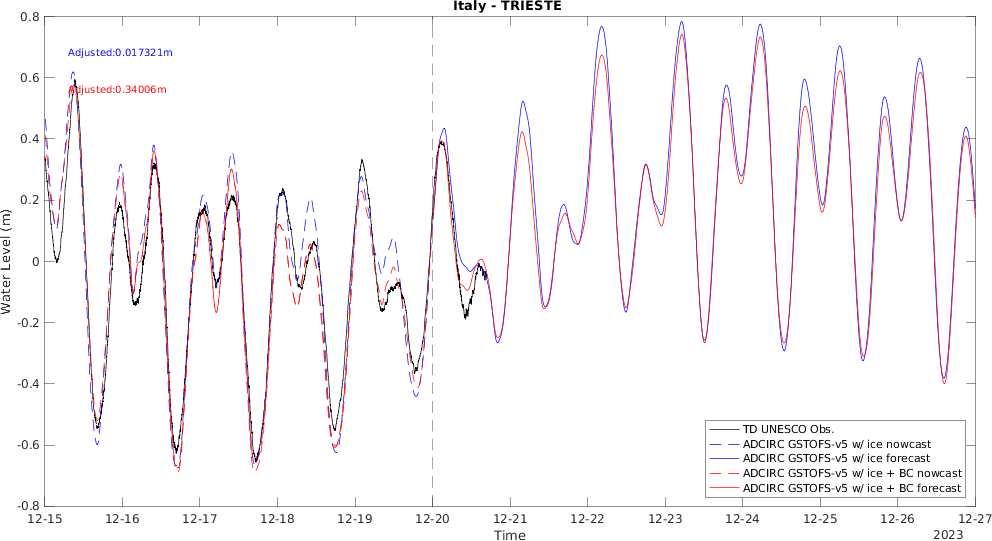 Italy - TRIESTE
Adjusted:0.017321m
Adjusted:0.34006m
Water Level (m)
0.8
0.6
0.4
0.2
0
-0.2
-0.4
-0.6
-0.8
TD UNESCO Obs.
ADCIRC GSTOFS-v5 w/ ice nowcast
ADCIRC GSTOFS-v5 w/ ice forecast
ADCIRC GSTOFS-v5 w/ ice + BC nowcast
ADCIRC GSTOFS-v5 w/ ice + BC forecast
12-15 12-16 12-17 12-18 12-19 12-20 12-21 12-22 12-23 12-24 12-25 12-26 12-27
Time
2023